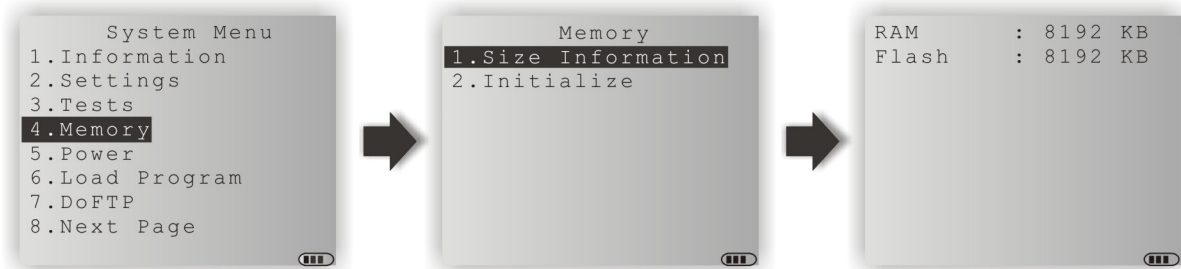 System Menu
1.Information
2.Settings
3.Tests
4.Memory
5.Power
6.Load Program
7.DoFTP
8.Next Page
Memory
1.Size Information
2.Initialize
RAM : 8192 KB
Flash : 8192 KB